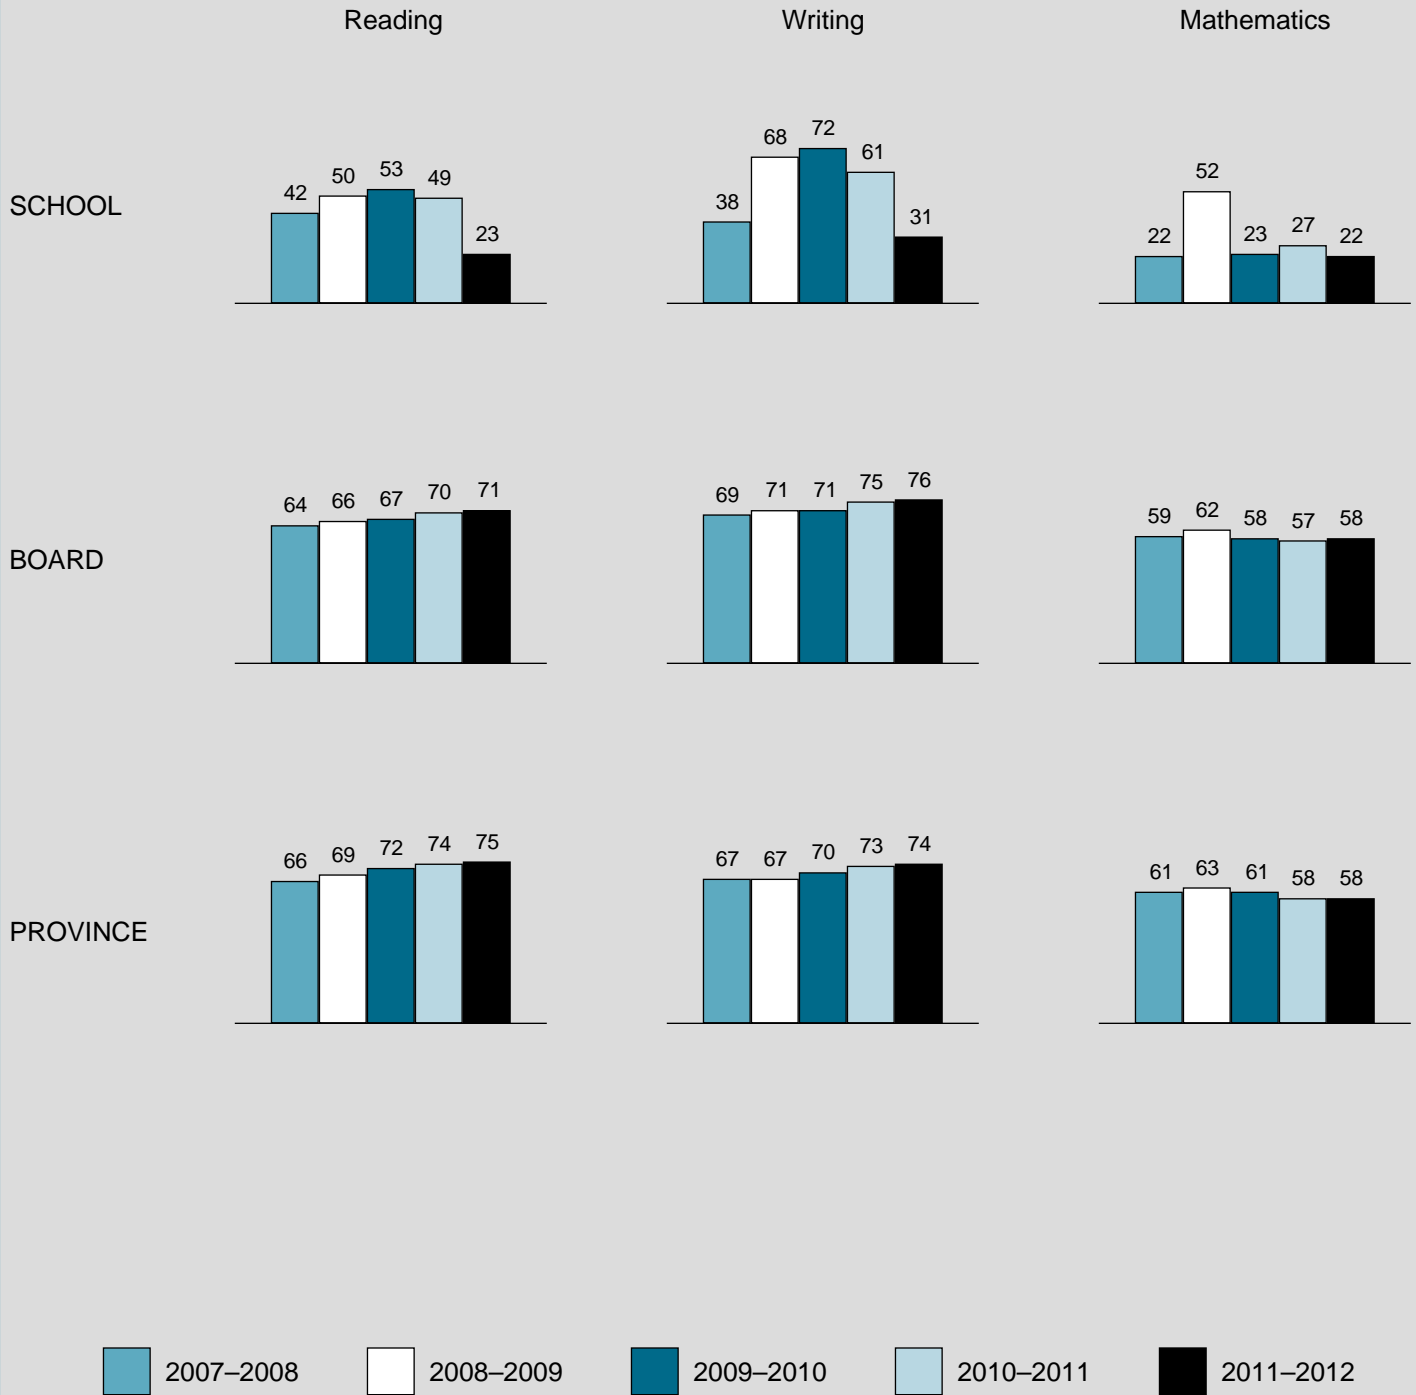 Reading Writing Mathematics
SCHOOL
42 50 53 49 23
38 68 72 61 31
22 52 23 27 22
BOARD
64 66 67 70 71
69 71 71 75 76
59 62 58 57 58
PROVINCE
66 69 72 74 75
67 67 70 73 74
61 63 61 58 58
2007–2008 2008–2009 2009–2010 2010–2011 2011–2012